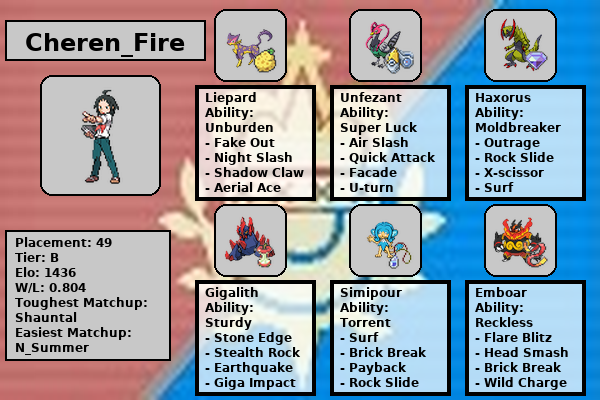 Cheren_Fire
Placement: 49
Tier: B
Elo: 1436
W/L: 0.804
Toughest Matchup:
Shauntal
Easiest Matchup:
N_Summer
Liepard
Ability:
Unburden
- Fake Out
- Night Slash
- Shadow Claw
- Aerial Ace
Unfezant
Ability:
Super Luck
- Air Slash
- Quick Attack
- Facade
- U-turn
Haxorus
Ability:
Moldbreaker
- Outrage
- Rock Slide
- X-scissor
- Surf
Gigalith
Ability:
Sturdy
- Stone Edge
- Stealth Rock
- Earthquake
- Giga Impact
Simipour
Ability:
Torrent
- Surf
- Brick Break
- Payback
- Rock Slide
Emboar
Ability:
Reckless
- Flare Blitz
- Head Smash
- Brick Break
- Wild Charge